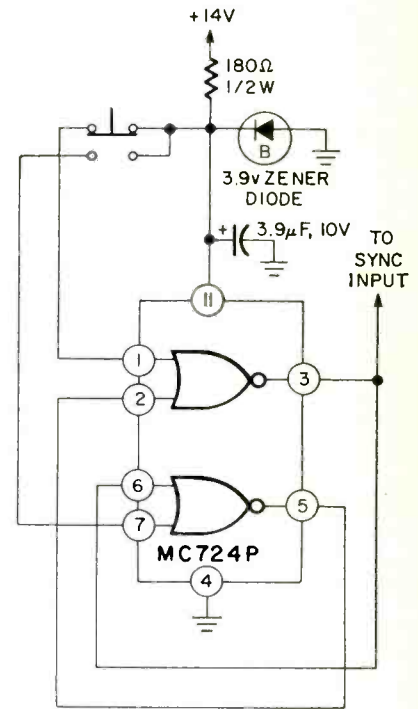 +14V
180Ω
1/2W
B
3.9v ZENER
DIODE
+
3.9µF, 10V
TO
SYNC
INPUT
11
1
2
3
6
7
5
MC724P
4